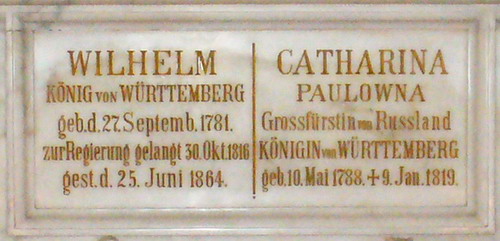 WILHELM
KÖNIG von WÜRTTEMBERG
geb.d. 27. Septemb. 1781.
zur Regierung gelangt 30. Okt. 1816
gest. d. 25. Juni 1864.
CATHARINA
PAULOWNA
Grossfürstin von Russland
KÖNIGIN von WÜRTTEMBERG
geb. 10. Mai 1788. ✝ 9. Jan. 1819.